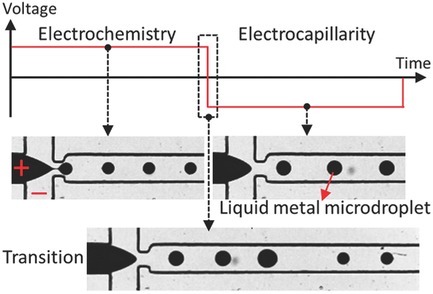 Voltage
Electrochemistry
Electrocapillarity
Time
+
−
Liquid metal microdroplet
Transition